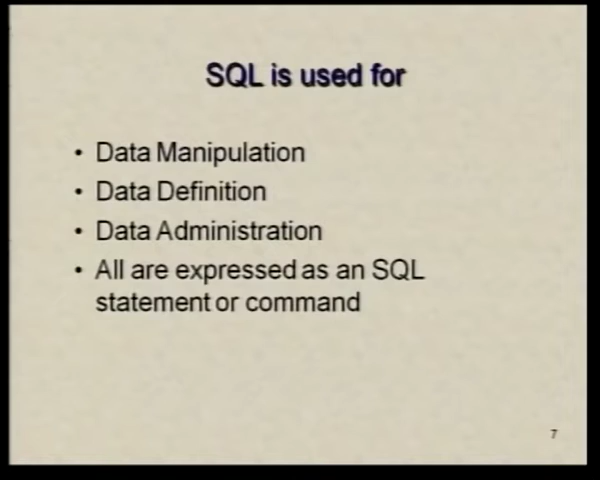 SQL is used for
• Data Manipulation
• Data Definition
• Data Administration
• All are expressed as an SQL
statement or command
7